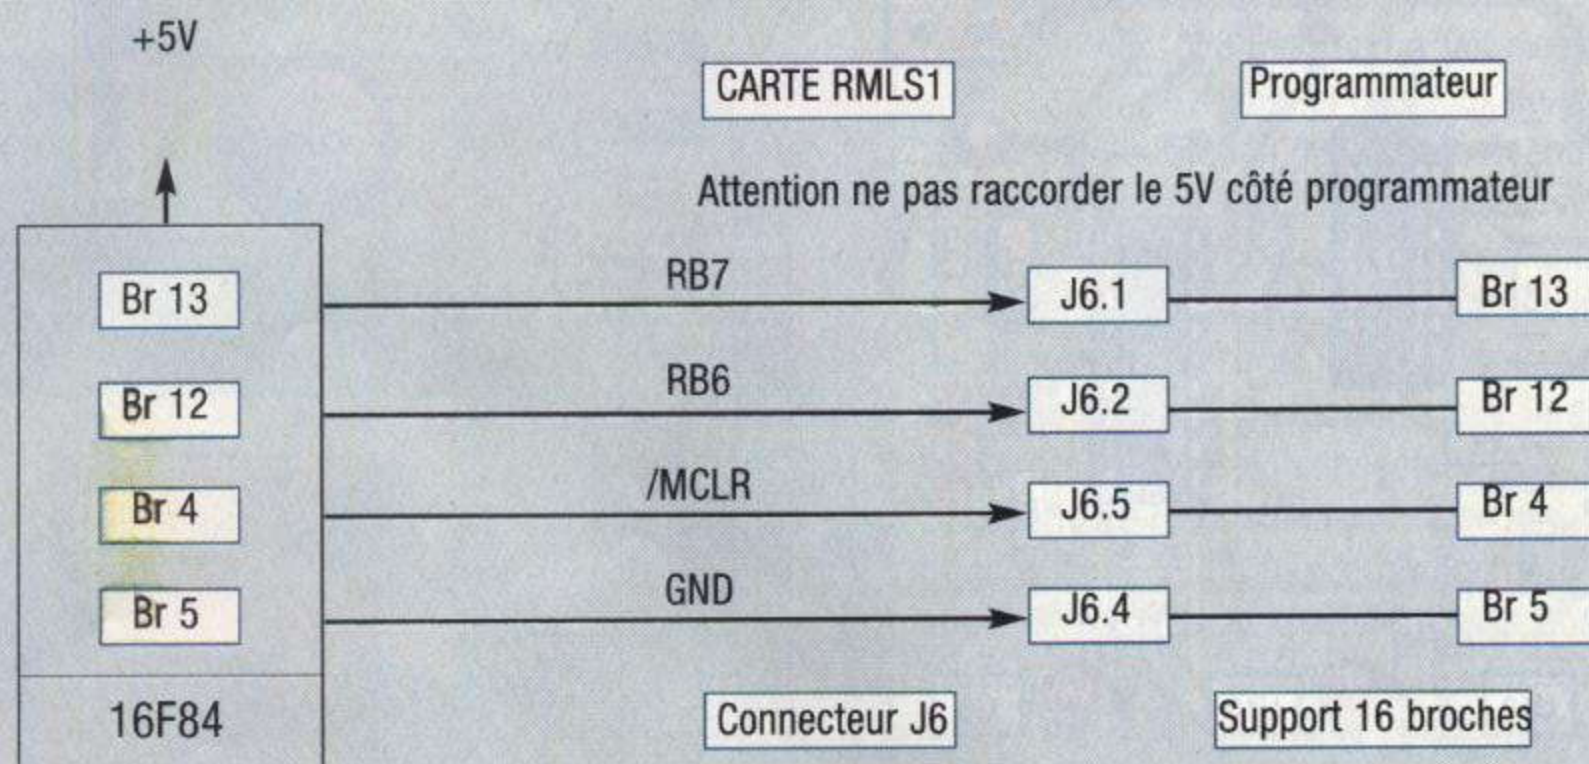 +5V
CARTE RMLS1
Programmateur
Attention ne pas raccorder le 5V côté programmateur
Br 13
RB7
J6.1
Br 13
Br 12
RB6
J6.2
Br 12
Br 4
/MCLR
J6.5
Br 4
Br 5
GND
J6.4
Br 5
16F84
Connecteur J6
Support 16 broches